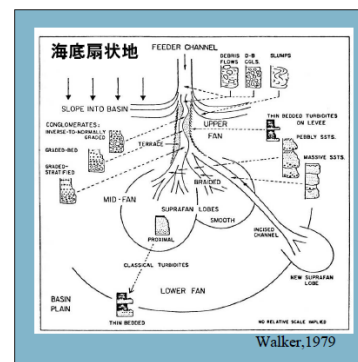 海底扇状地
FEEDER CHANNEL
DEBRIS FLOWS
D-B CGLS.
SLUMPS
SLOPE INTO BASIN
CONGLOMERATES:
INVERSE-TO-NORMALLY
GRADED
GRADED-BED
GRADED-
STRATIFIED
UPPER
FAN
TERRACE
THIN BEDDED TURBIDITES
ON LEVEE
PEBBLY SSTS.
MASSIVE SSTS.
BRAIDED
MID-FAN
SUPRAFAN LOBES
SMOOTH
PROXIMAL
INCISED
CHANNEL
CLASSICAL TURBIDITES
NEW SUPRAFAN
LOBE
BASIN
PLAIN
LOWER FAN
THIN BEDDED
NO RELATIVE SCALE IMPLIED
Walker,1979